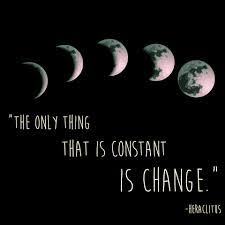 "THE ONLY THING
THAT IS CONSTANT
IS CHANGE."
-HERACLITUS